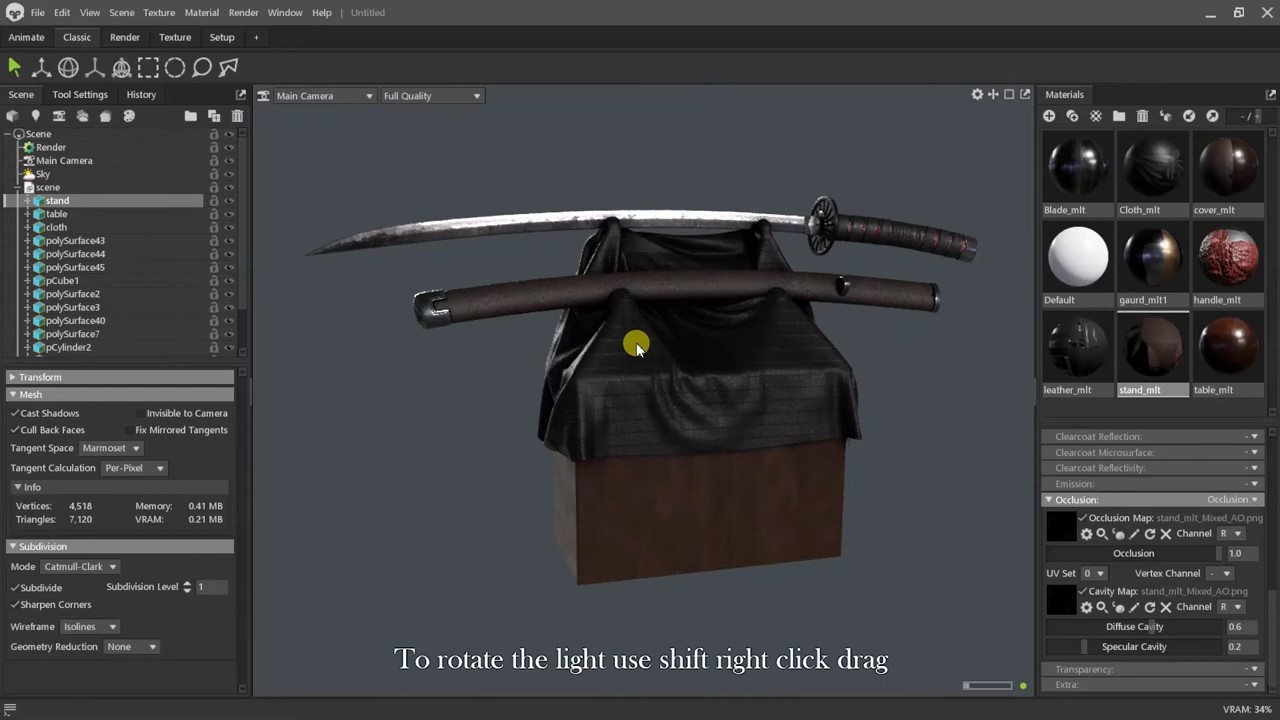 File Edit View Scene Texture Material Render Window Help Untitled
Animate Classic Render Texture Setup +
Scene Tool Settings History
Main Camera Full Quality
Materials
- / +
Scene
Render
Main Camera
Sky
scene
stand
table
cloth
polySurface43
polySurface44
polySurface45
pCube1
polySurface2
polySurface3
polySurface40
polySurface7
pCylinder2
Transform
Mesh
Cast Shadows Invisible to Camera
Cull Back Faces Fix Mirrored Tangents
Tangent Space Marmoset
Tangent Calculation Per-Pixel
Info
Vertices: 4,518 Memory: 0.41 MB
Triangles: 7,120 VRAM: 0.21 MB
Subdivision
Mode Catmull-Clark
Subdivide Subdivision Level 1
Sharpen Corners
Wireframe Isolines
Geometry Reduction None
To rotate the light use shift right click drag
Blade_mlt Cloth_mlt cover_mlt
Default gaurd_mlt1 handle_mlt
leather_mlt stand_mlt table_mlt
Clearcoat Reflection: -
Clearcoat Microsurface: -
Clearcoat Reflectivity: -
Emission: -
Occlusion: Occlusion
Occlusion Map: stand_mlt_Mixed_AO.png
Channel R
Occlusion 1.0
UV Set 0 Vertex Channel -
Cavity Map: stand_mlt_Mixed_AO.png
Channel R
Diffuse Cavity 0.6
Specular Cavity 0.2
Transparency: -
Extra: -
VRAM: 34%